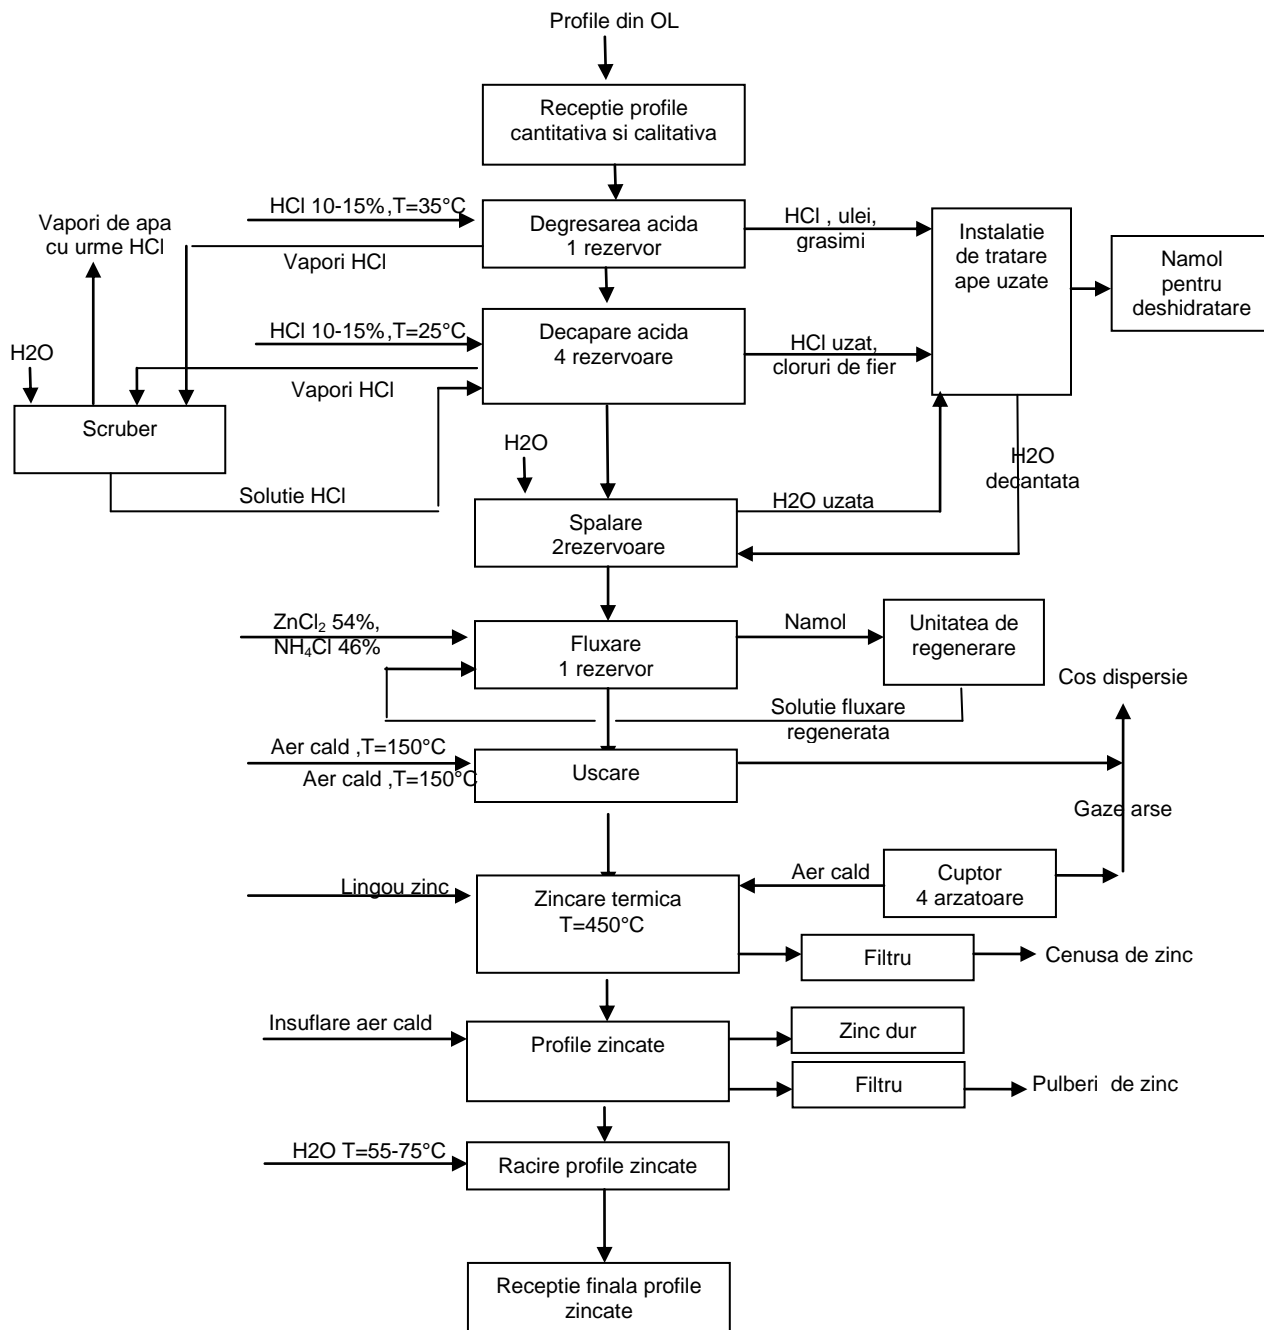 Profile din OL
Receptie profile
cantitativa si calitativa
HCl 10-15%,T=35°C
Vapori de apa
cu urme HCl
Degresarea acida
1 rezervor
HCl , ulei,
grasimi
Instalatie
de tratare
ape uzate
Namol
pentru
deshidratare
Vapori HCl
HCl 10-15%,T=25°C
Decapare acida
4 rezervoare
HCl uzat,
cloruri de fier
H2O
Vapori HCl
Scruber
H2O
H2O
decantata
Solutie HCl
H2O uzata
Spalare
2rezervoare
ZnCl₂ 54%,
NH₄Cl 46%
Fluxare
1 rezervor
Namol
Unitatea de
regenerare
Cos dispersie
Solutie fluxare
regenerata
Aer cald ,T=150°C
Aer cald ,T=150°C
Uscare
Gaze arse
Lingou zinc
Zincare termica
T=450°C
Aer cald
Cuptor
4 arzatoare
Filtru
Cenusa de zinc
Insuflare aer cald
Profile zincate
Zinc dur
Filtru
Pulberi  de zinc
H2O T=55-75°C
Racire profile zincate
Receptie finala profile
zincate